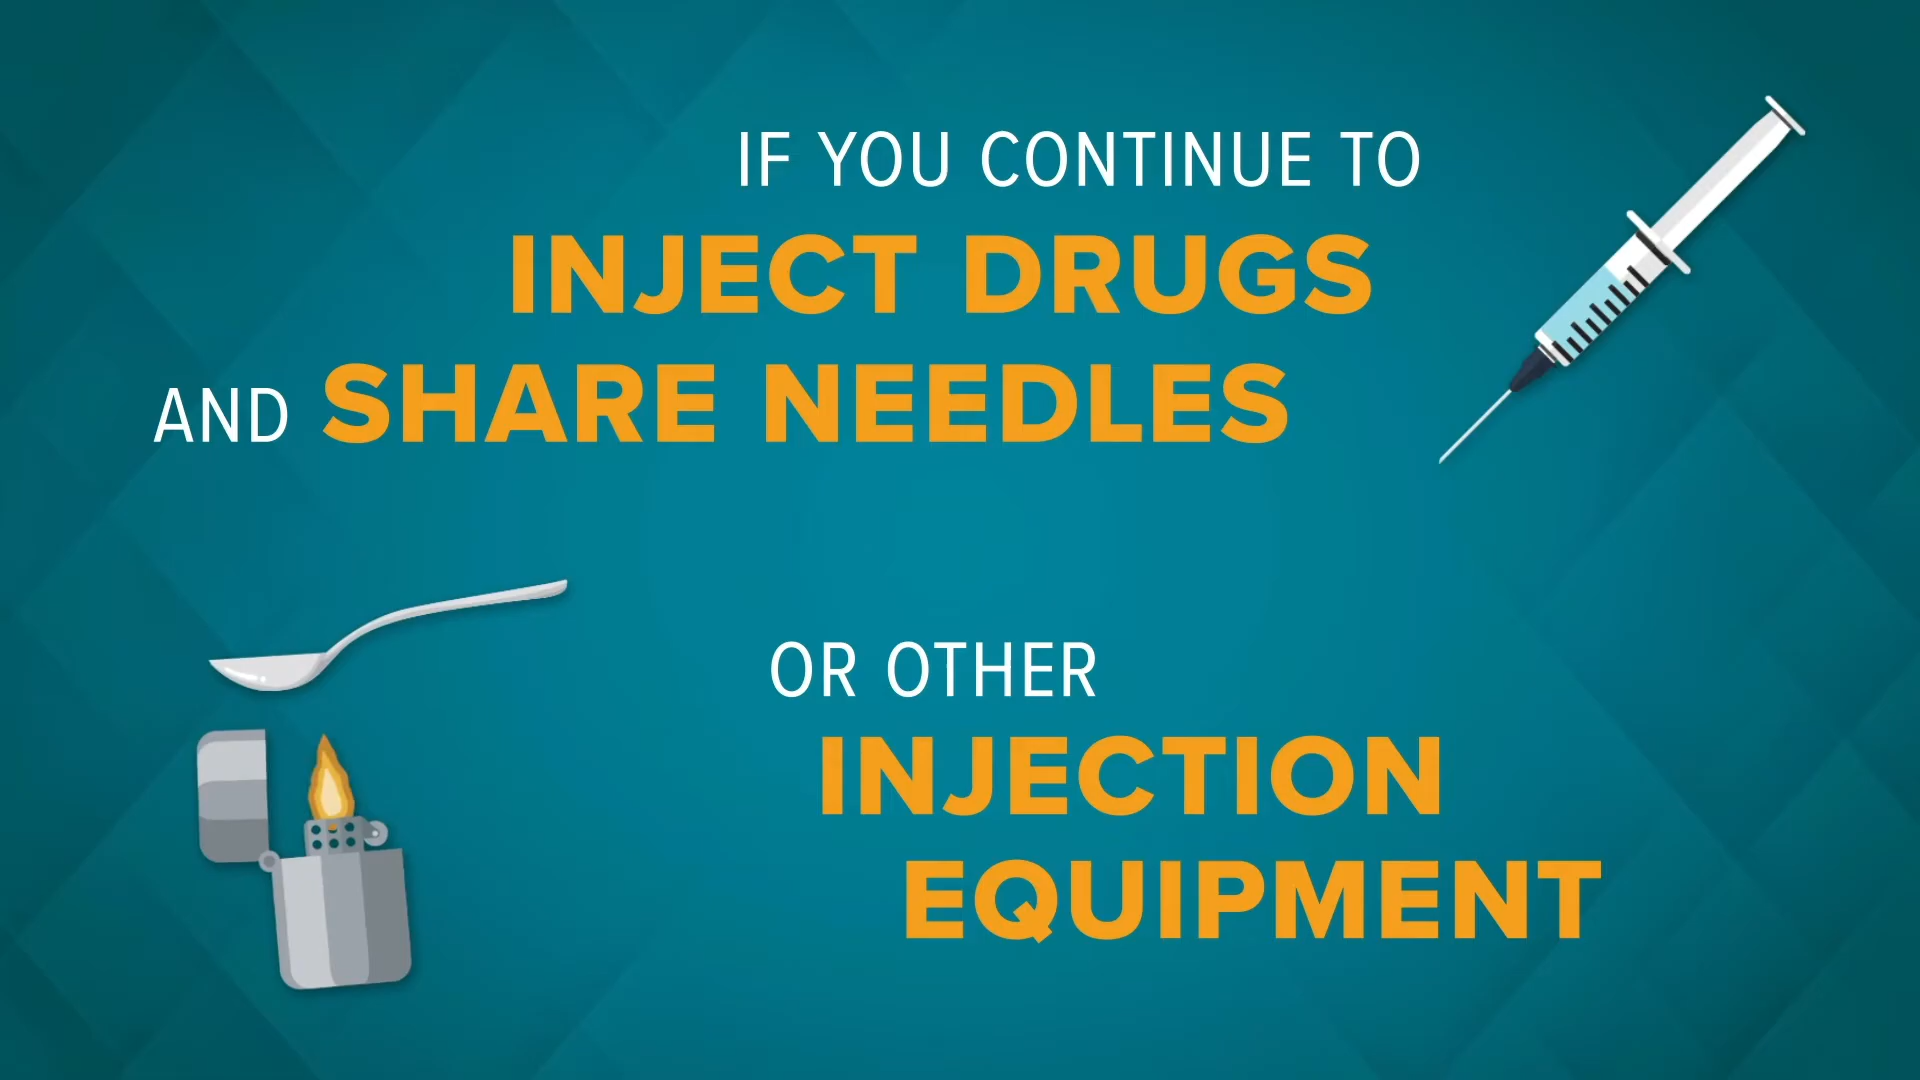 IF YOU CONTINUE TO
INJECT DRUGS
AND SHARE NEEDLES
OR OTHER
INJECTION
EQUIPMENT